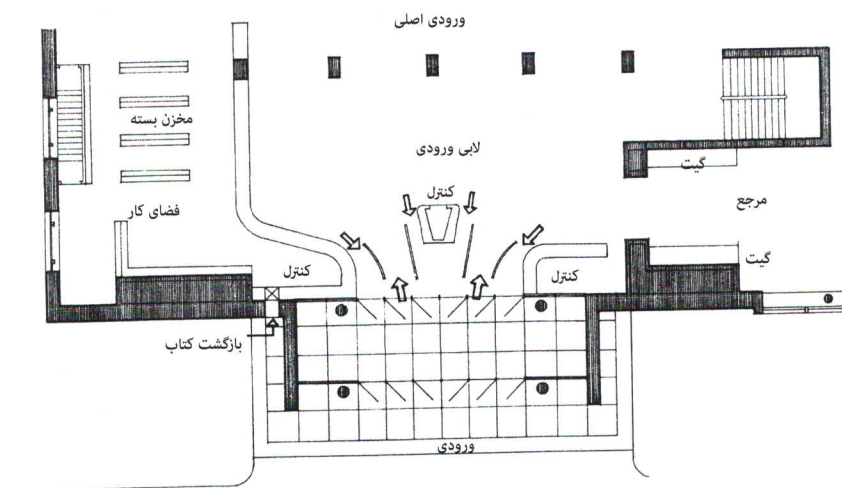 ورودی اصلی
مخزن بسته
لابی ورودی
گیت
کنترل
مرجع
فضای کار
گیت
کنترل
کنترل
بازگشت کتاب
ورودی